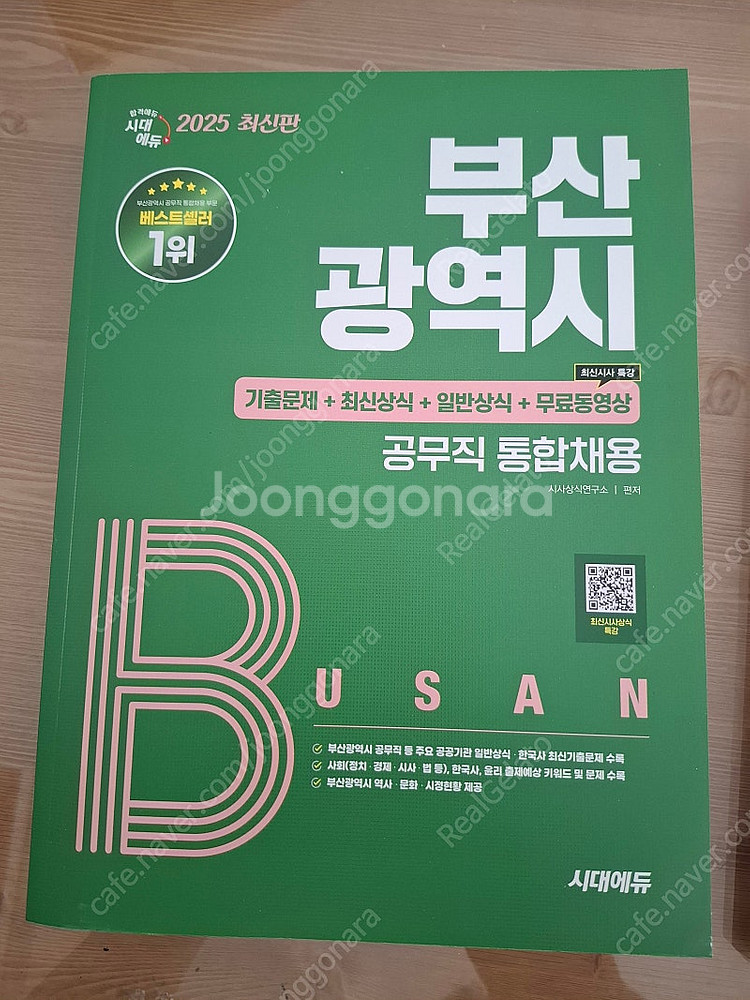 합격에듀
시대
에듀
2025 최신판
부산광역시 공무직 통합채용 부문
베스트셀러
1위
부산
광역시
최신시사 특강
기출문제 + 최신상식 + 일반상식 + 무료동영상
공무직 통합채용
시사상식연구소 | 편저
Joonggonara
최신시사상식
특강
BUSAN
부산광역시 공무직 등 주요 공공기관 일반상식·한국사 최신기출문제 수록
사회(정치·경제·시사·법 등), 한국사, 윤리 출제예상 키워드 및 문제 수록
부산광역시 역사·문화·시정현황 제공
시대에듀
cafe.naver.com/joonggonara